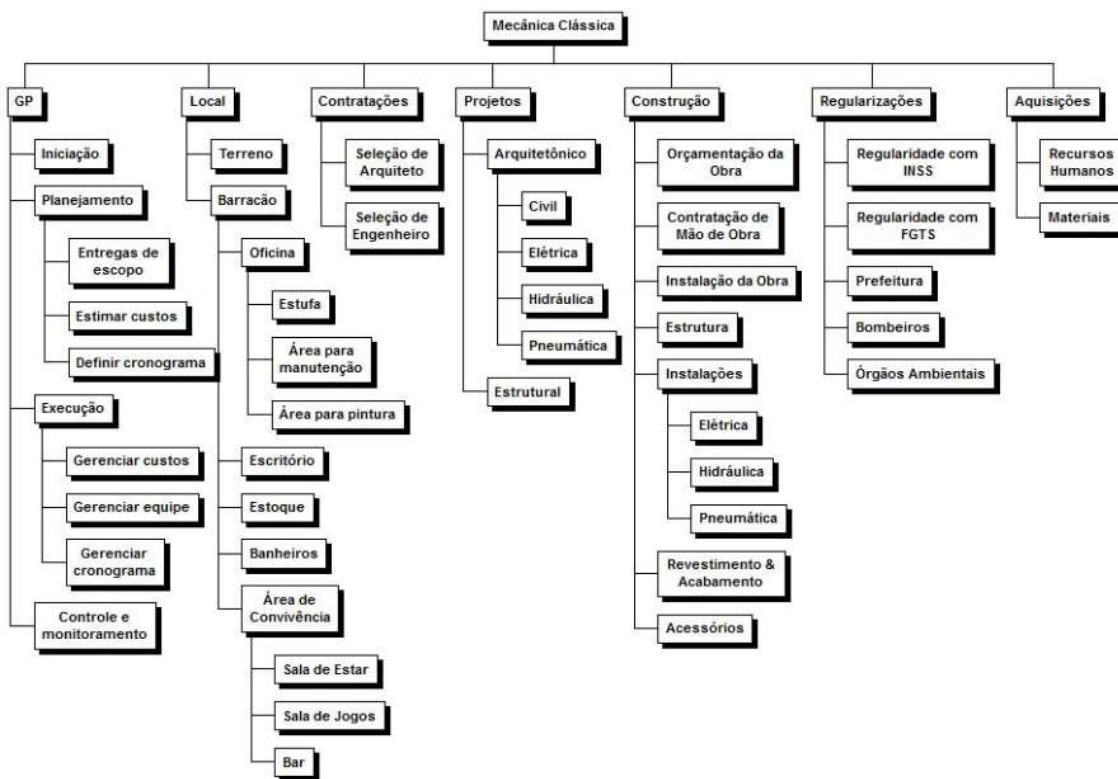 Mecânica Clássica
GP
Iniciação
Planejamento
Entregas de
escopo
Estimar custos
Definir cronograma
Execução
Gerenciar custos
Gerenciar equipe
Gerenciar
cronograma
Controle e
monitoramento
Local
Terreno
Barracão
Oficina
Estufa
Área para
manutenção
Área para pintura
Escritório
Estoque
Banheiros
Área de
Convivência
Sala de Estar
Sala de Jogos
Bar
Contratações
Seleção de
Arquiteto
Seleção de
Engenheiro
Projetos
Arquitetônico
Civil
Elétrica
Hidráulica
Pneumática
Estrutural
Construção
Orçamentação da
Obra
Contratação de
Mão de Obra
Instalação da Obra
Estrutura
Instalações
Elétrica
Hidráulica
Pneumática
Revestimento &
Acabamento
Acessórios
Regularizações
Regularidade com
INSS
Regularidade com
FGTS
Prefeitura
Bombeiros
Órgãos Ambientais
Aquisições
Recursos
Humanos
Materiais